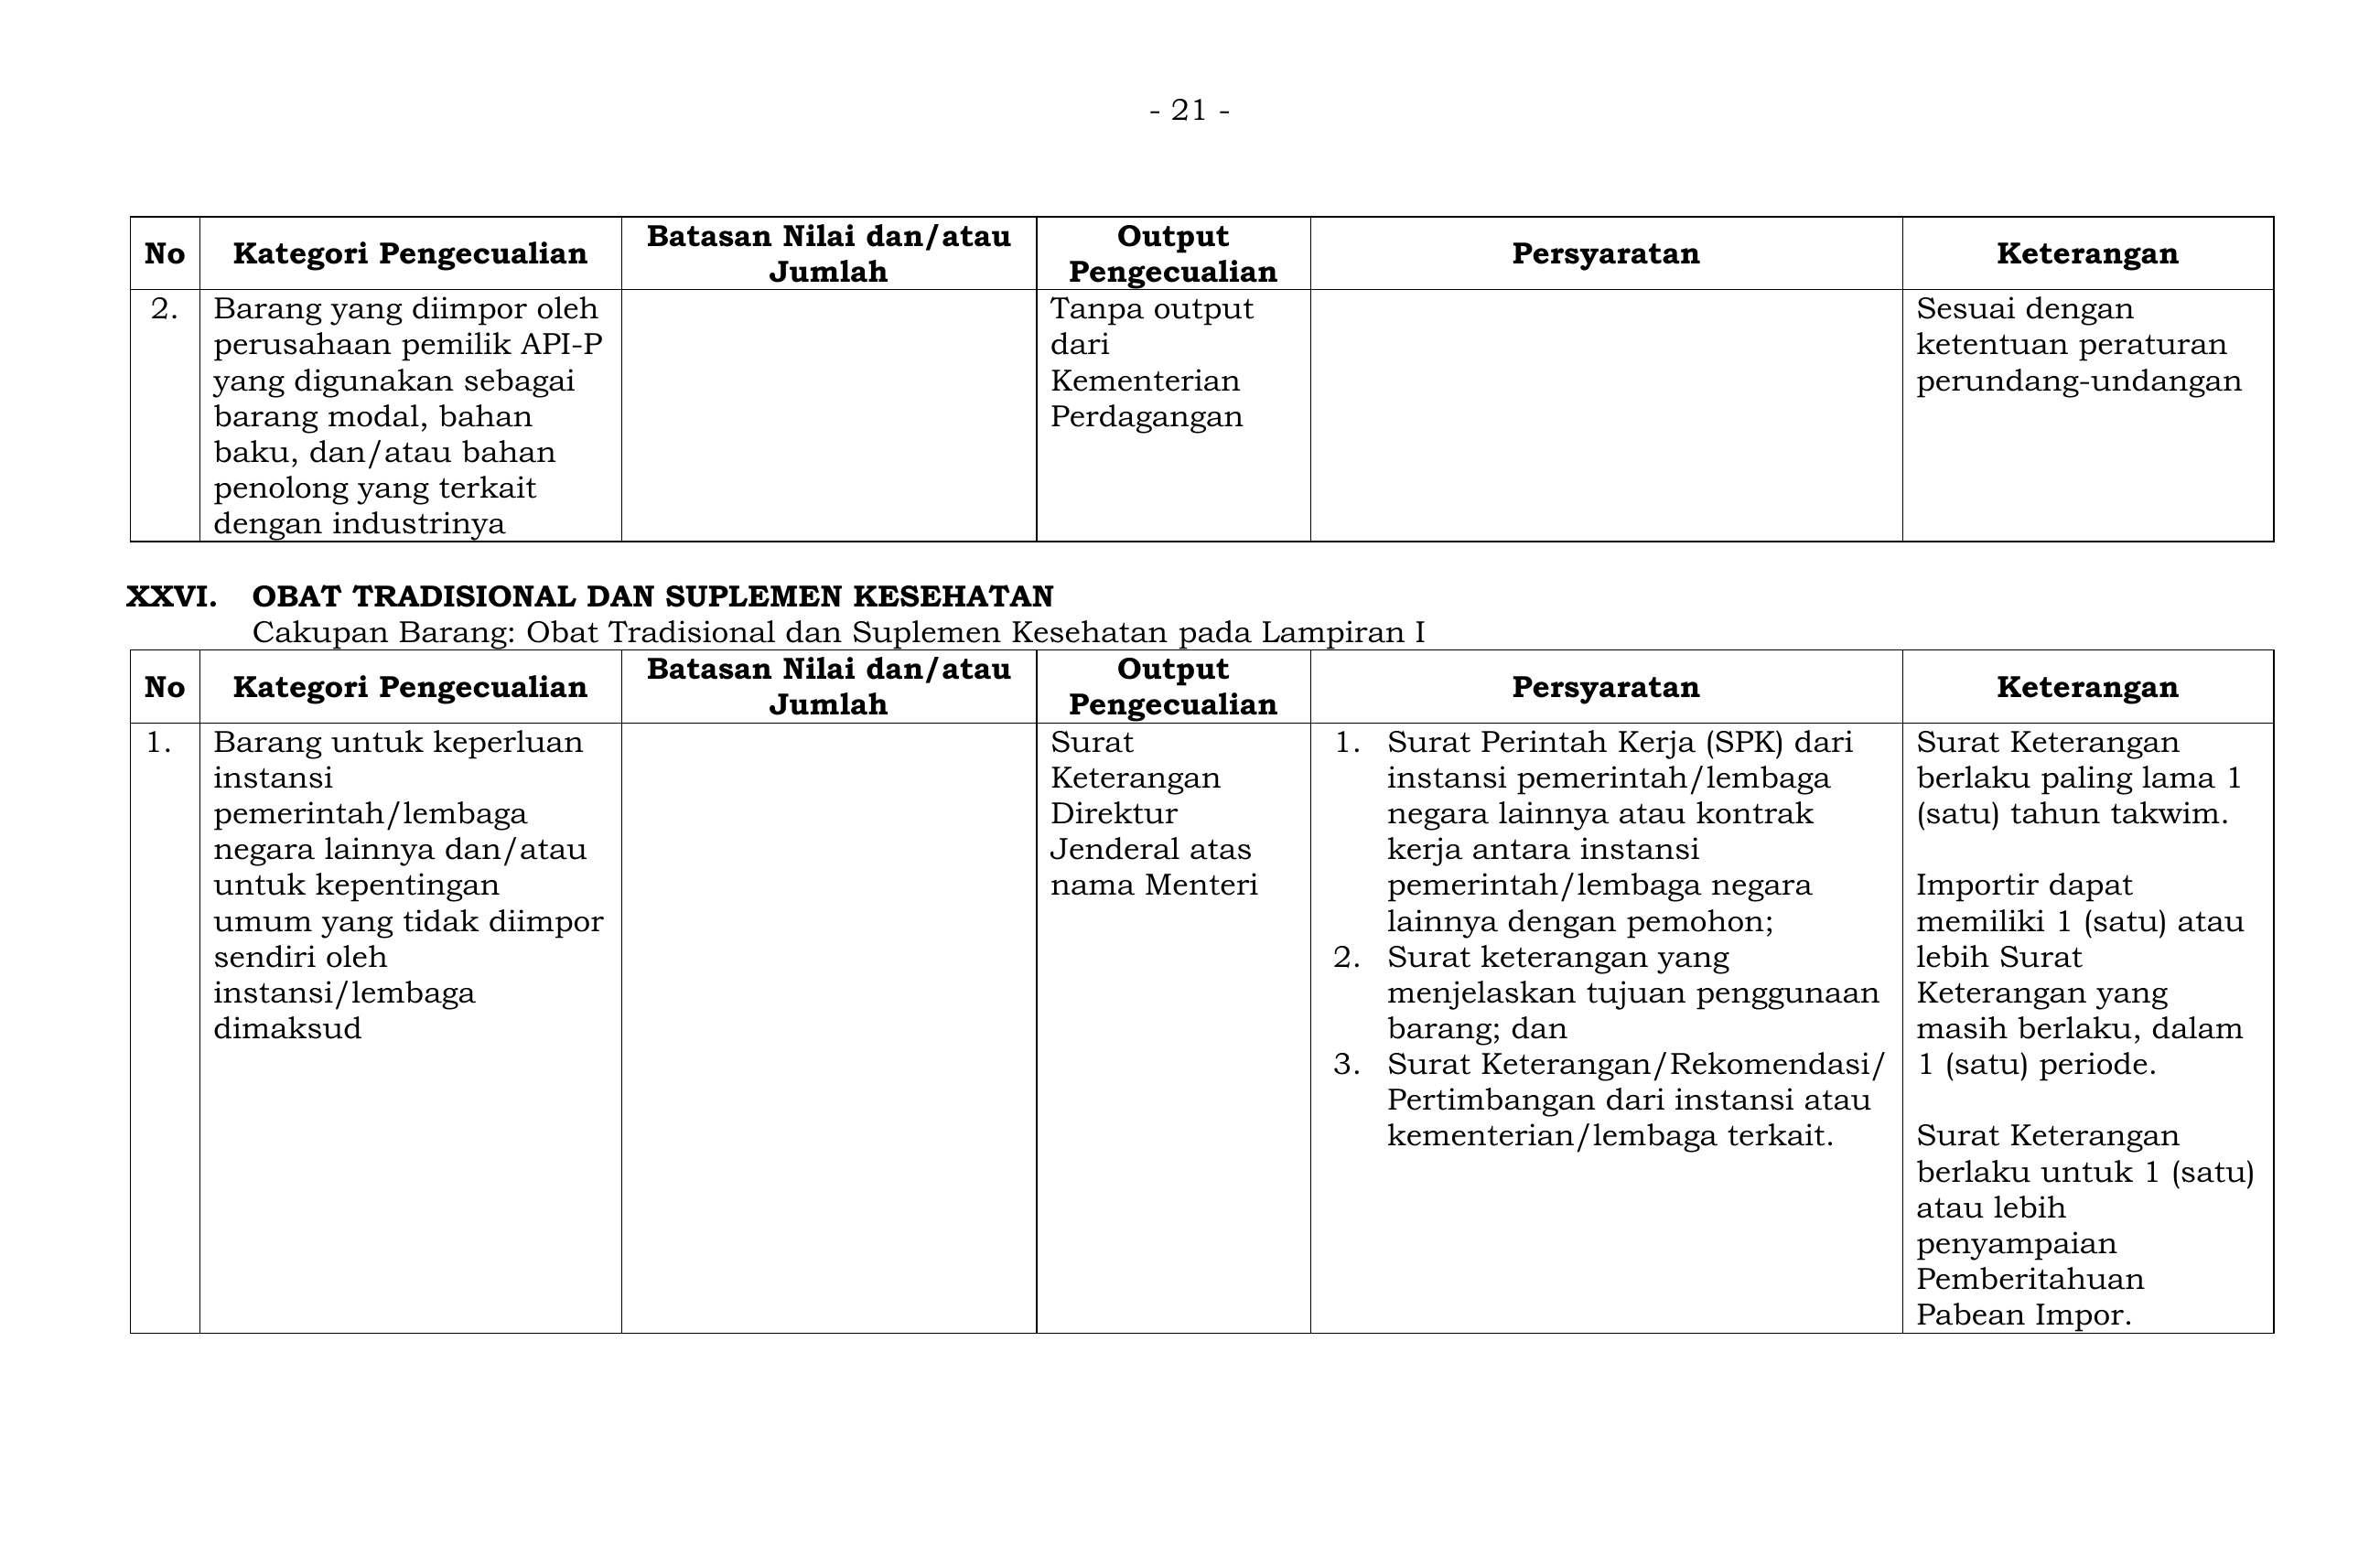 - 21 -
No
Kategori Pengecualian
Batasan Nilai dan/atau
Jumlah
Output
Pengecualian
Persyaratan
Keterangan
2.
Barang yang diimpor oleh
perusahaan pemilik API-P
yang digunakan sebagai
barang modal, bahan
baku, dan/atau bahan
penolong yang terkait
dengan industrinya
Tanpa output
dari
Kementerian
Perdagangan
Sesuai dengan
ketentuan peraturan
perundang-undangan
XXVI. OBAT TRADISIONAL DAN SUPLEMEN KESEHATAN
Cakupan Barang: Obat Tradisional dan Suplemen Kesehatan pada Lampiran I
No
Kategori Pengecualian
Batasan Nilai dan/atau
Jumlah
Output
Pengecualian
Persyaratan
Keterangan
1.
Barang untuk keperluan
instansi
pemerintah/lembaga
negara lainnya dan/atau
untuk kepentingan
umum yang tidak diimpor
sendiri oleh
instansi/lembaga
dimaksud
Surat
Keterangan
Direktur
Jenderal atas
nama Menteri
1. Surat Perintah Kerja (SPK) dari
instansi pemerintah/lembaga
negara lainnya atau kontrak
kerja antara instansi
pemerintah/lembaga negara
lainnya dengan pemohon;
2. Surat keterangan yang
menjelaskan tujuan penggunaan
barang; dan
3. Surat Keterangan/Rekomendasi/
Pertimbangan dari instansi atau
kementerian/lembaga terkait.
Surat Keterangan
berlaku paling lama 1
(satu) tahun takwim.
Importir dapat
memiliki 1 (satu) atau
lebih Surat
Keterangan yang
masih berlaku, dalam
1 (satu) periode.
Surat Keterangan
berlaku untuk 1 (satu)
atau lebih
penyampaian
Pemberitahuan
Pabean Impor.